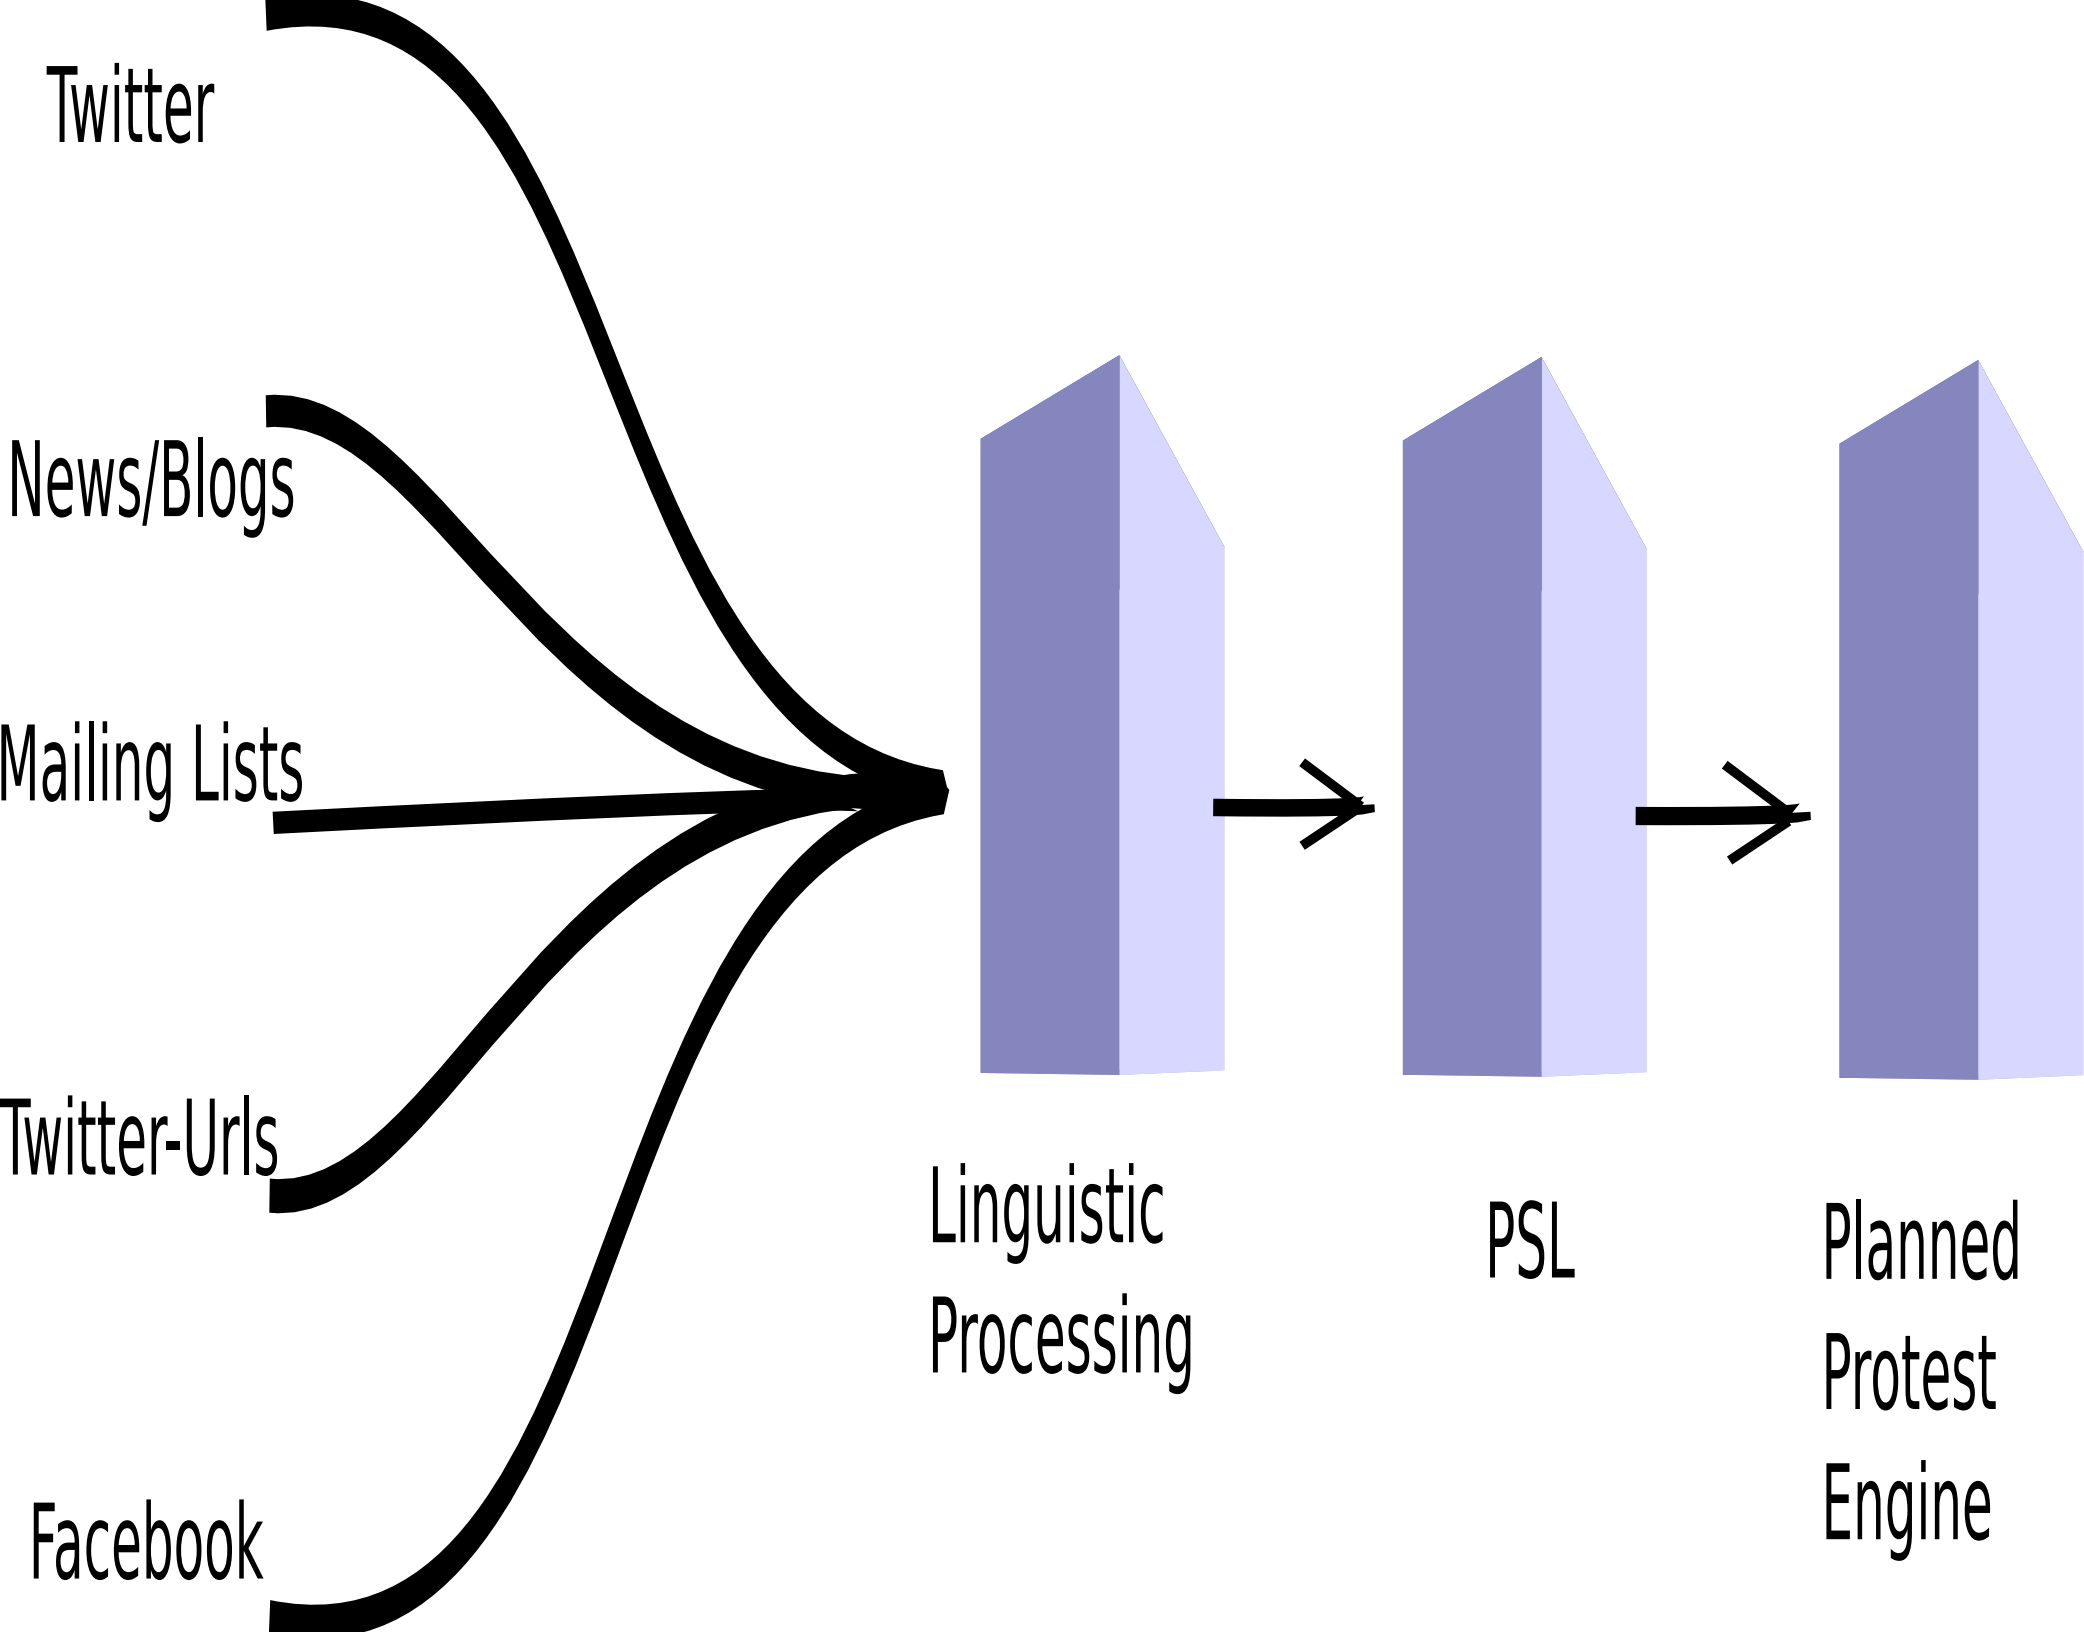 Twitter
News/Blogs
Mailing Lists
Twitter-Urls
Facebook
Linguistic
Processing
PSL
Planned
Protest
Engine